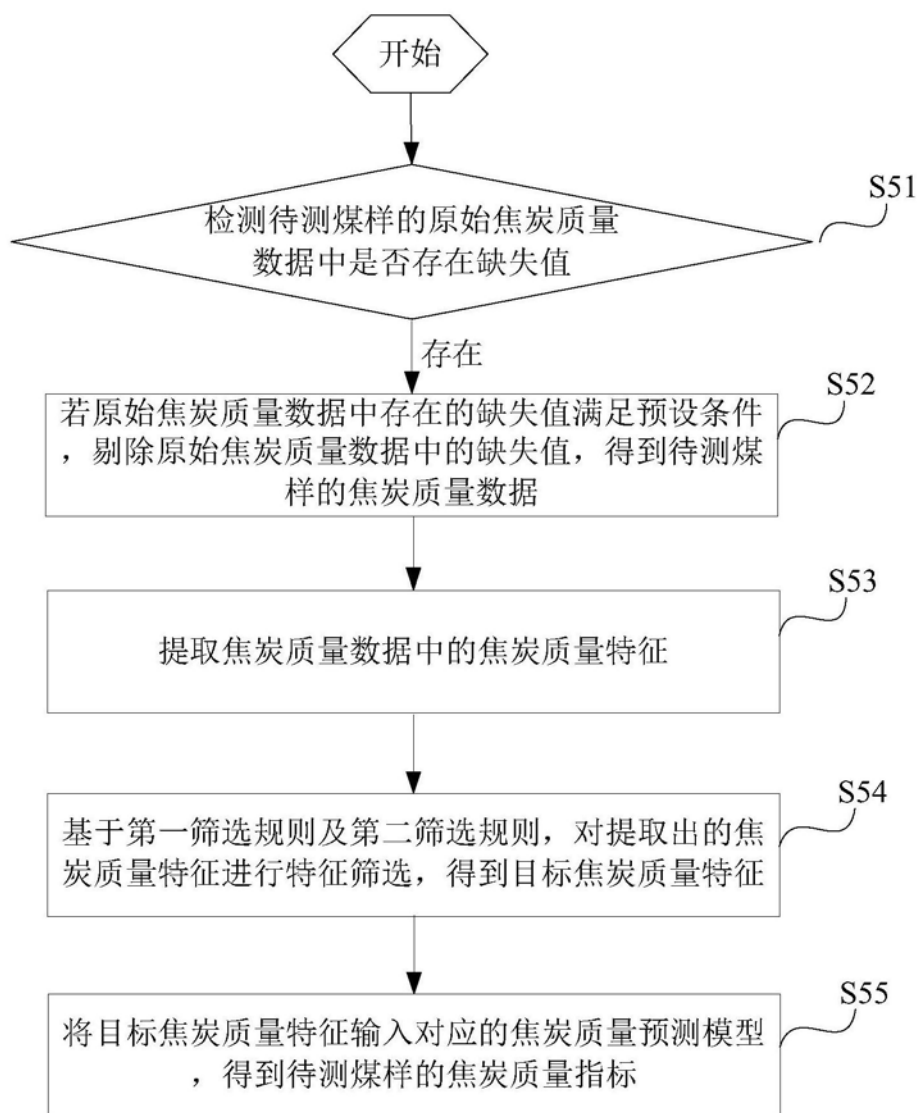 开始
检测待测煤样的原始焦炭质量
数据中是否存在缺失值
S51
存在
S52
若原始焦炭质量数据中存在的缺失值满足预设条件
，剔除原始焦炭质量数据中的缺失值，得到待测煤
样的焦炭质量数据
S53
提取焦炭质量数据中的焦炭质量特征
S54
基于第一筛选规则及第二筛选规则，对提取出的焦
炭质量特征进行特征筛选，得到目标焦炭质量特征
S55
将目标焦炭质量特征输入对应的焦炭质量预测模型
，得到待测煤样的焦炭质量指标